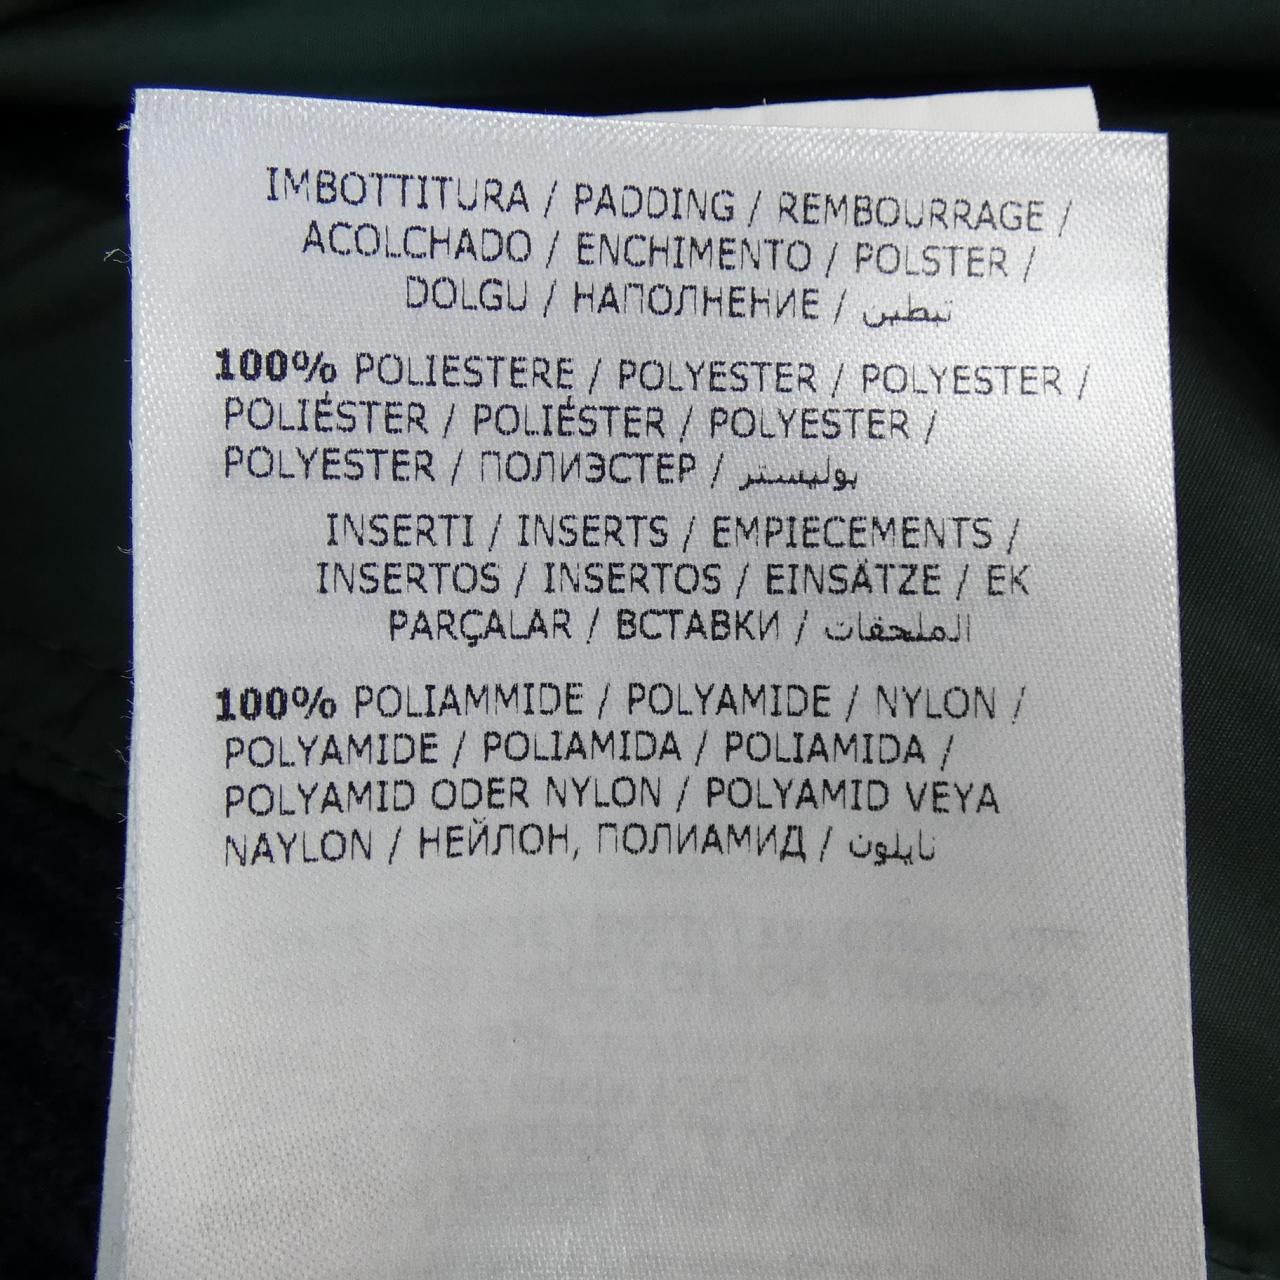 IMBOTTITURA / PADDING / REMBOURRAGE /
ACOLCHADO / ENCHIMENTO / POLSTER /
DOLGU / НАПОЛНЕНИЕ / تبطين
100% POLIESTERE / POLYESTER / POLYESTER /
POLIÉSTER / POLIÉSTER / POLYESTER /
POLYESTER / ПОЛИЭСТЕР / بوليستر
INSERTI / INSERTS / EMPIECEMENTS /
INSERTOS / INSERTOS / EINSÄTZE / EK
PARÇALAR / ВСТАВКИ / الملحقات
100% POLIAMMIDE / POLYAMIDE / NYLON /
POLYAMIDE / POLIAMIDA / POLIAMIDA /
POLYAMID ODER NYLON / POLYAMID VEYA
NAYLON / НЕЙЛОН, ПОЛИАМИД / نايلون